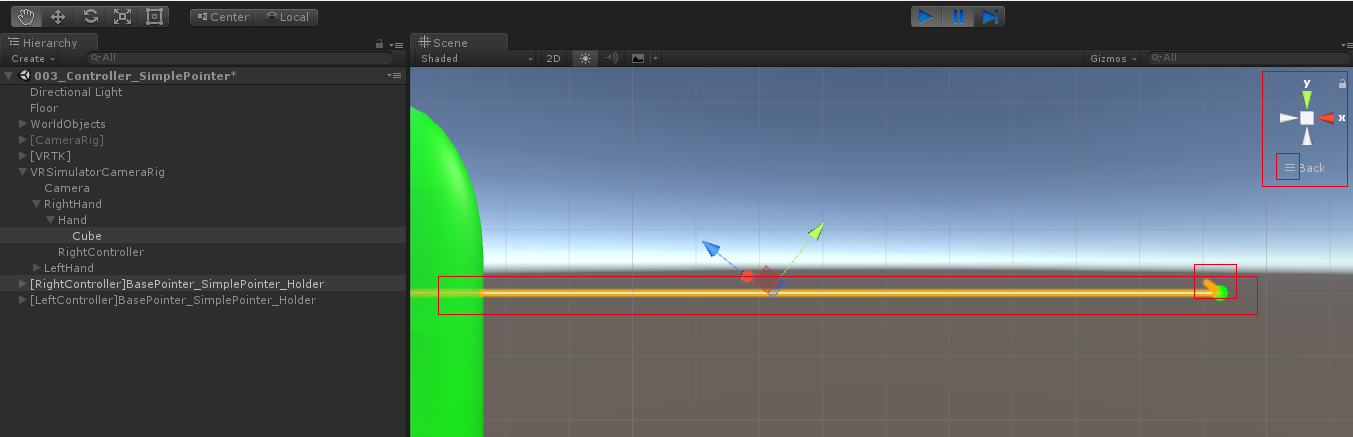 Center Local
Hierarchy
Create All
003_Controller_SimplePointer*
Directional Light
Floor
WorldObjects
[CameraRig]
[VRTK]
VRSimulatorCameraRig
Camera
RightHand
Hand
Cube
RightController
LeftHand
[RightController]BasePointer_SimplePointer_Holder
[LeftController]BasePointer_SimplePointer_Holder
Scene
Shaded 2D Gizmos All
y
x
Back